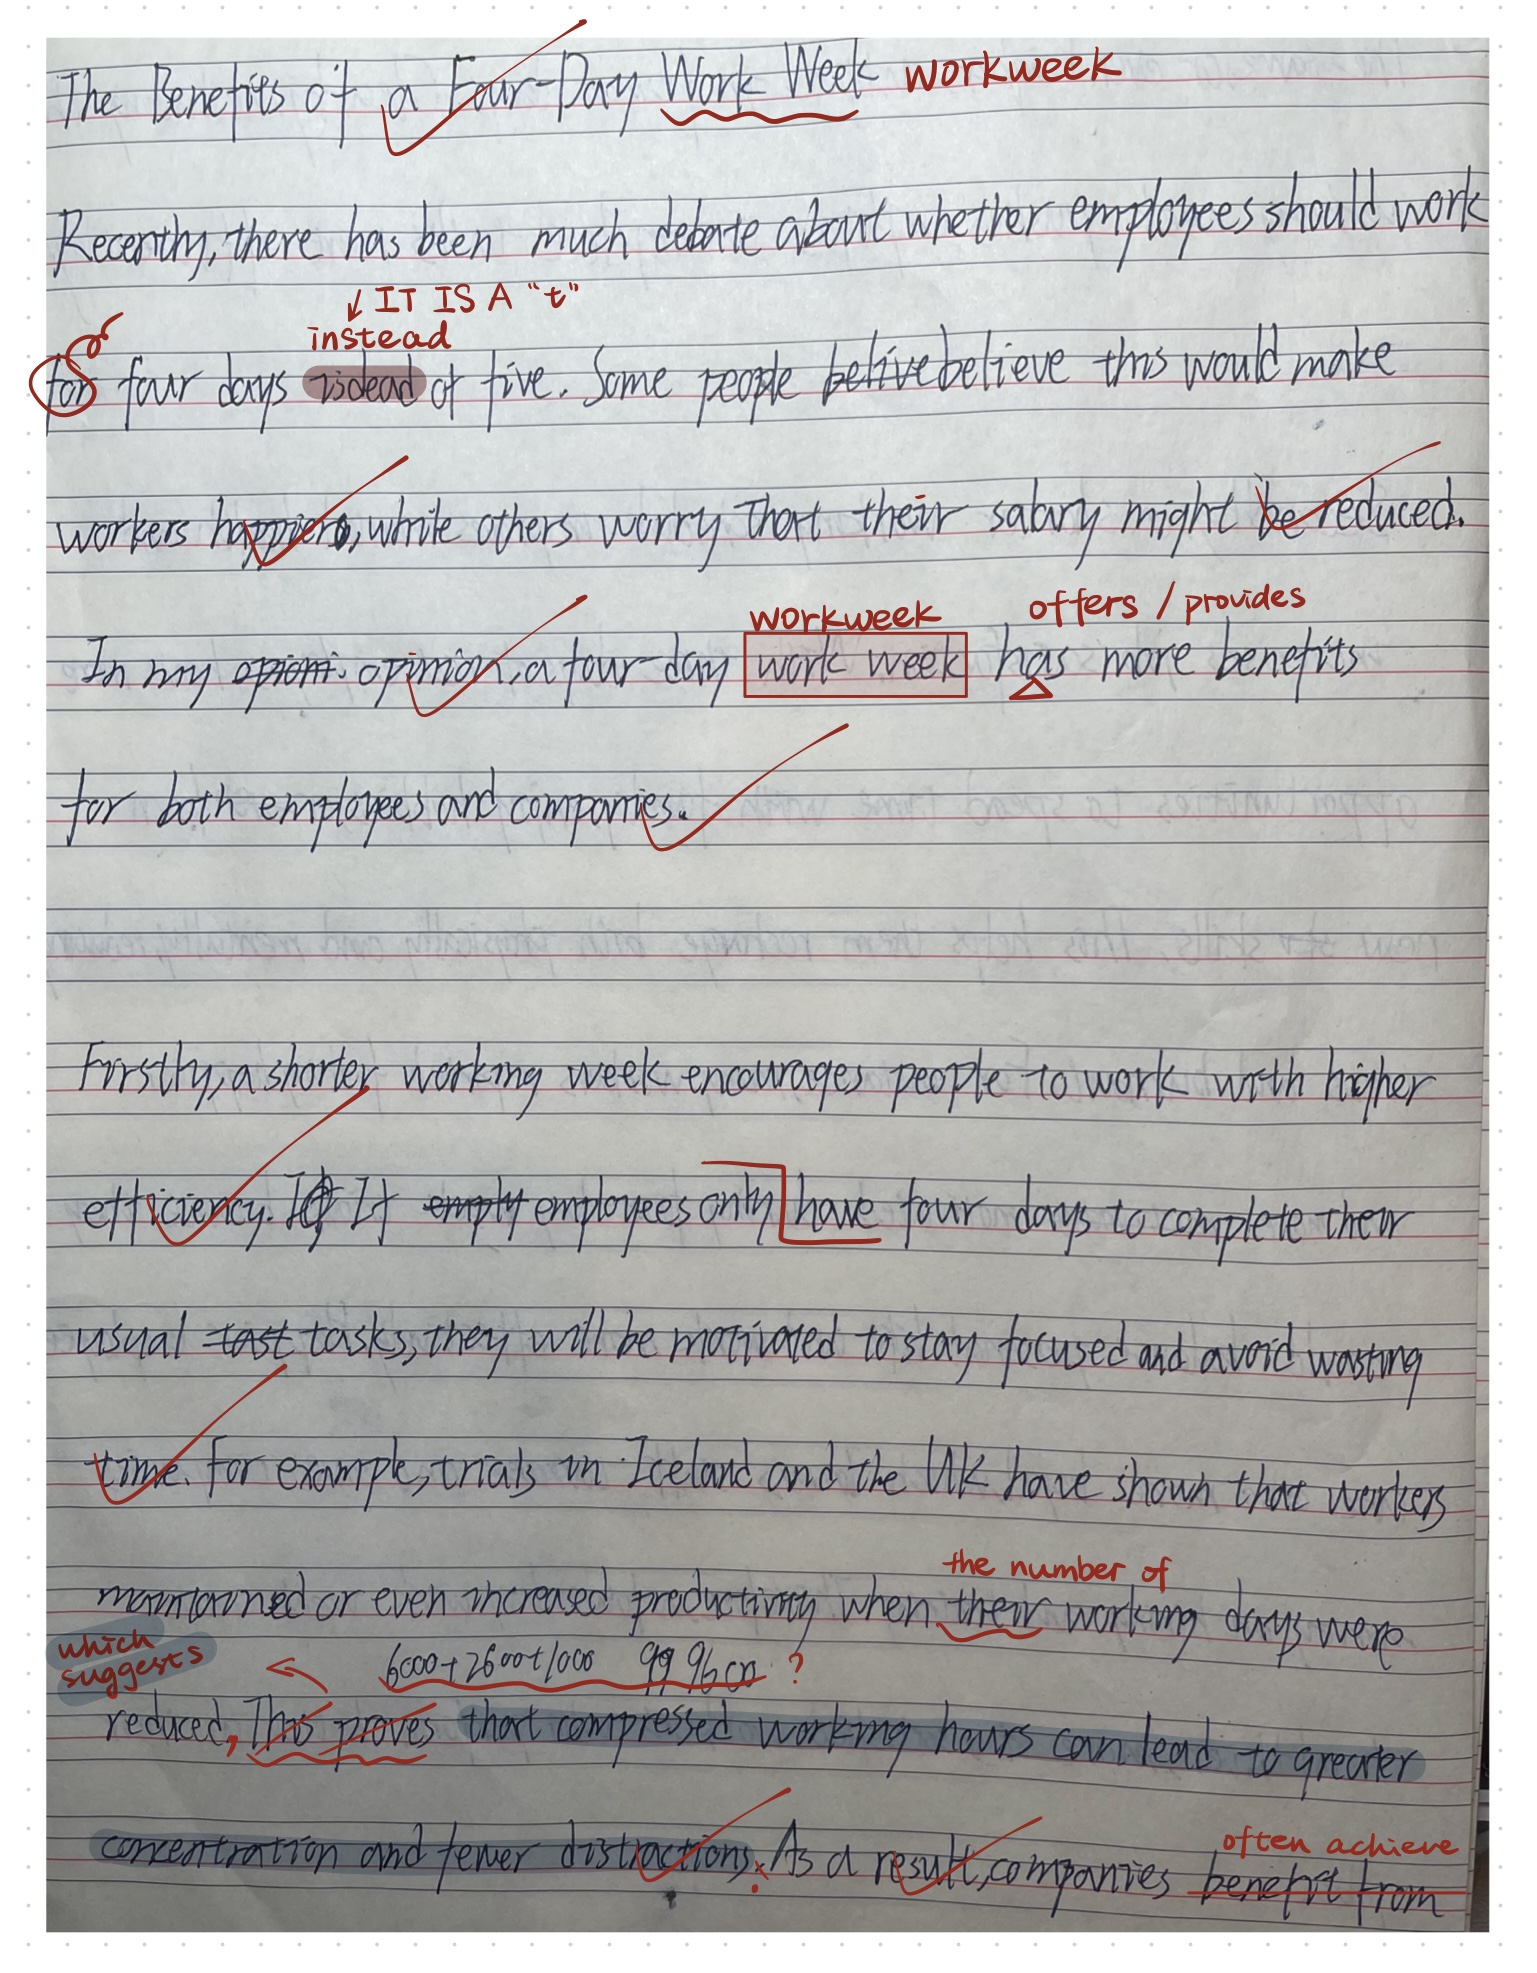 The Benefits of a Four-Day Work Week workweek
Recently, there has been much debate about whether employees should work
↓ IT IS A "t"
instead
for four days isdead of five. Some people belive believe this would make
workers happier, while others worry that their salary might be reduced.
workweek offers / provides
In my opioni. opinion, a four-day work week has more benefits
for both employees and companies.
Firstly, a shorter working week encourages people to work with higher
efficiency. If If emply employees only have four days to complete their
usual tast tasks, they will be motivated to stay focused and avoid wasting
time. For example, trials in Iceland and the UK have shown that workers
the number of
maintained or even increased productivity when their working days were
which
suggests
6000+2600+1000 ?
reduced, This proves that compressed working hours can lead to greater
often achieve
concentration and fewer distractions. As a result, companies benefit from